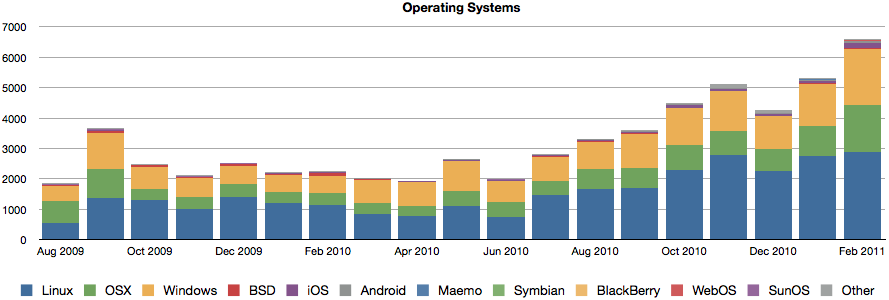 Operating Systems
7000
6000
5000
4000
3000
2000
1000
0
Aug 2009 Oct 2009 Dec 2009 Feb 2010 Apr 2010 Jun 2010 Aug 2010 Oct 2010 Dec 2010 Feb 2011
Linux OSX Windows BSD iOS Android Maemo Symbian BlackBerry WebOS SunOS Other